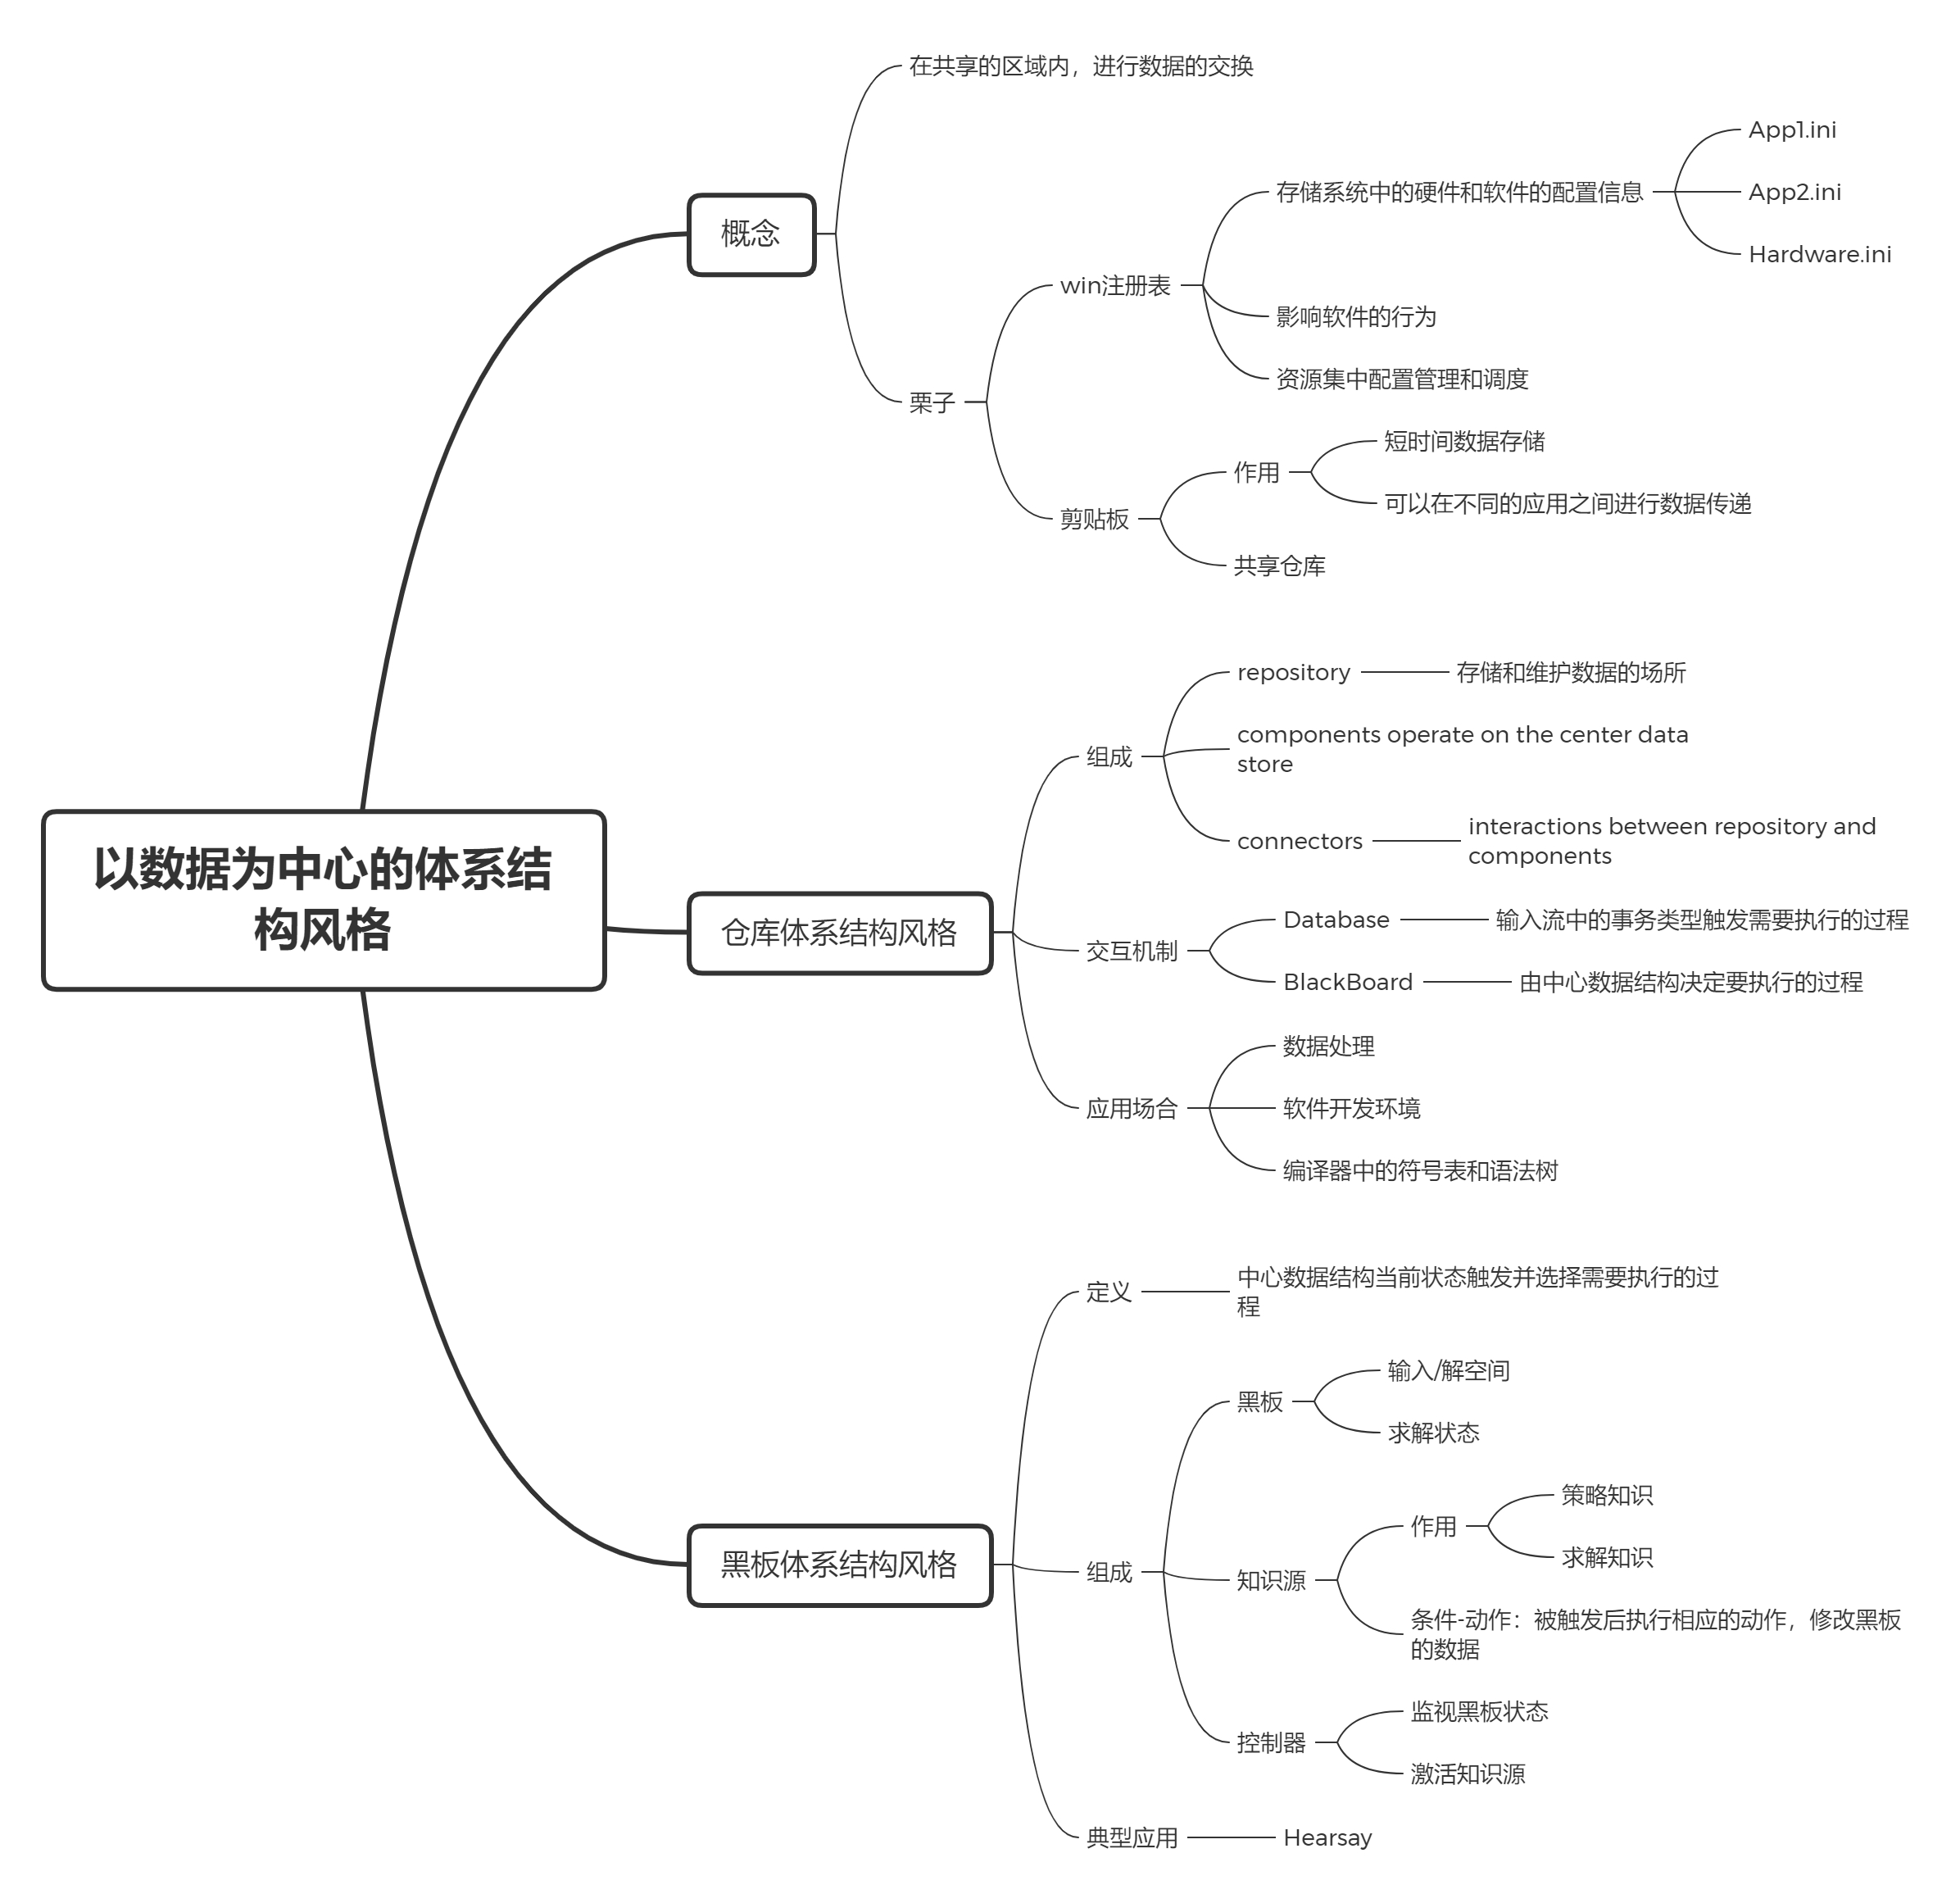 以数据为中心的体系结
构风格
概念
在共享的区域内，进行数据的交换
栗子
win注册表
存储系统中的硬件和软件的配置信息
App1.ini
App2.ini
Hardware.ini
影响软件的行为
资源集中配置管理和调度
剪贴板
作用
短时间数据存储
可以在不同的应用之间进行数据传递
共享仓库
仓库体系结构风格
组成
repository
存储和维护数据的场所
components operate on the center data
store
connectors
interactions between repository and
components
交互机制
Database
输入流中的事务类型触发需要执行的过程
BlackBoard
由中心数据结构决定要执行的过程
应用场合
数据处理
软件开发环境
编译器中的符号表和语法树
黑板体系结构风格
定义
中心数据结构当前状态触发并选择需要执行的过
程
组成
黑板
输入/解空间
求解状态
知识源
作用
策略知识
求解知识
条件-动作：被触发后执行相应的动作，修改黑板
的数据
控制器
监视黑板状态
激活知识源
典型应用
Hearsay